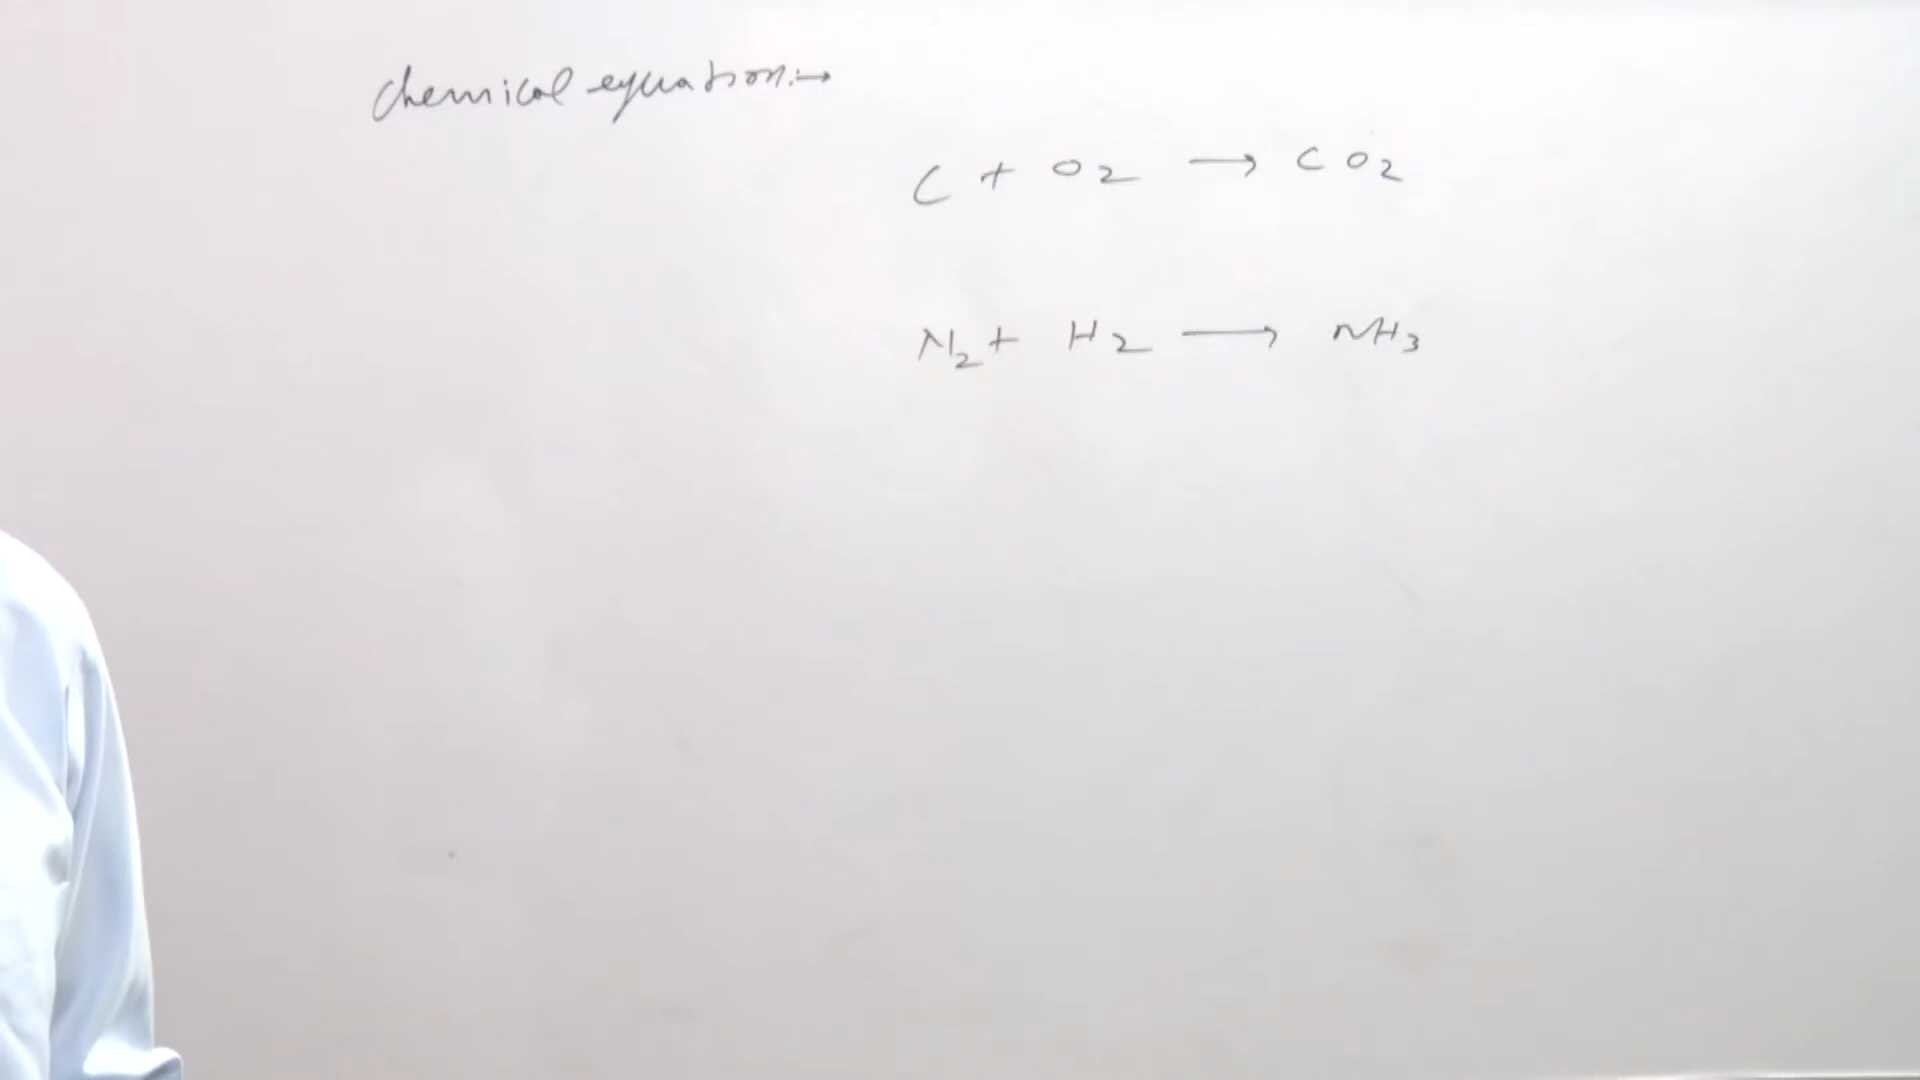 chemical equation:→
C + O2 → CO2
N2 + H2 → NH3